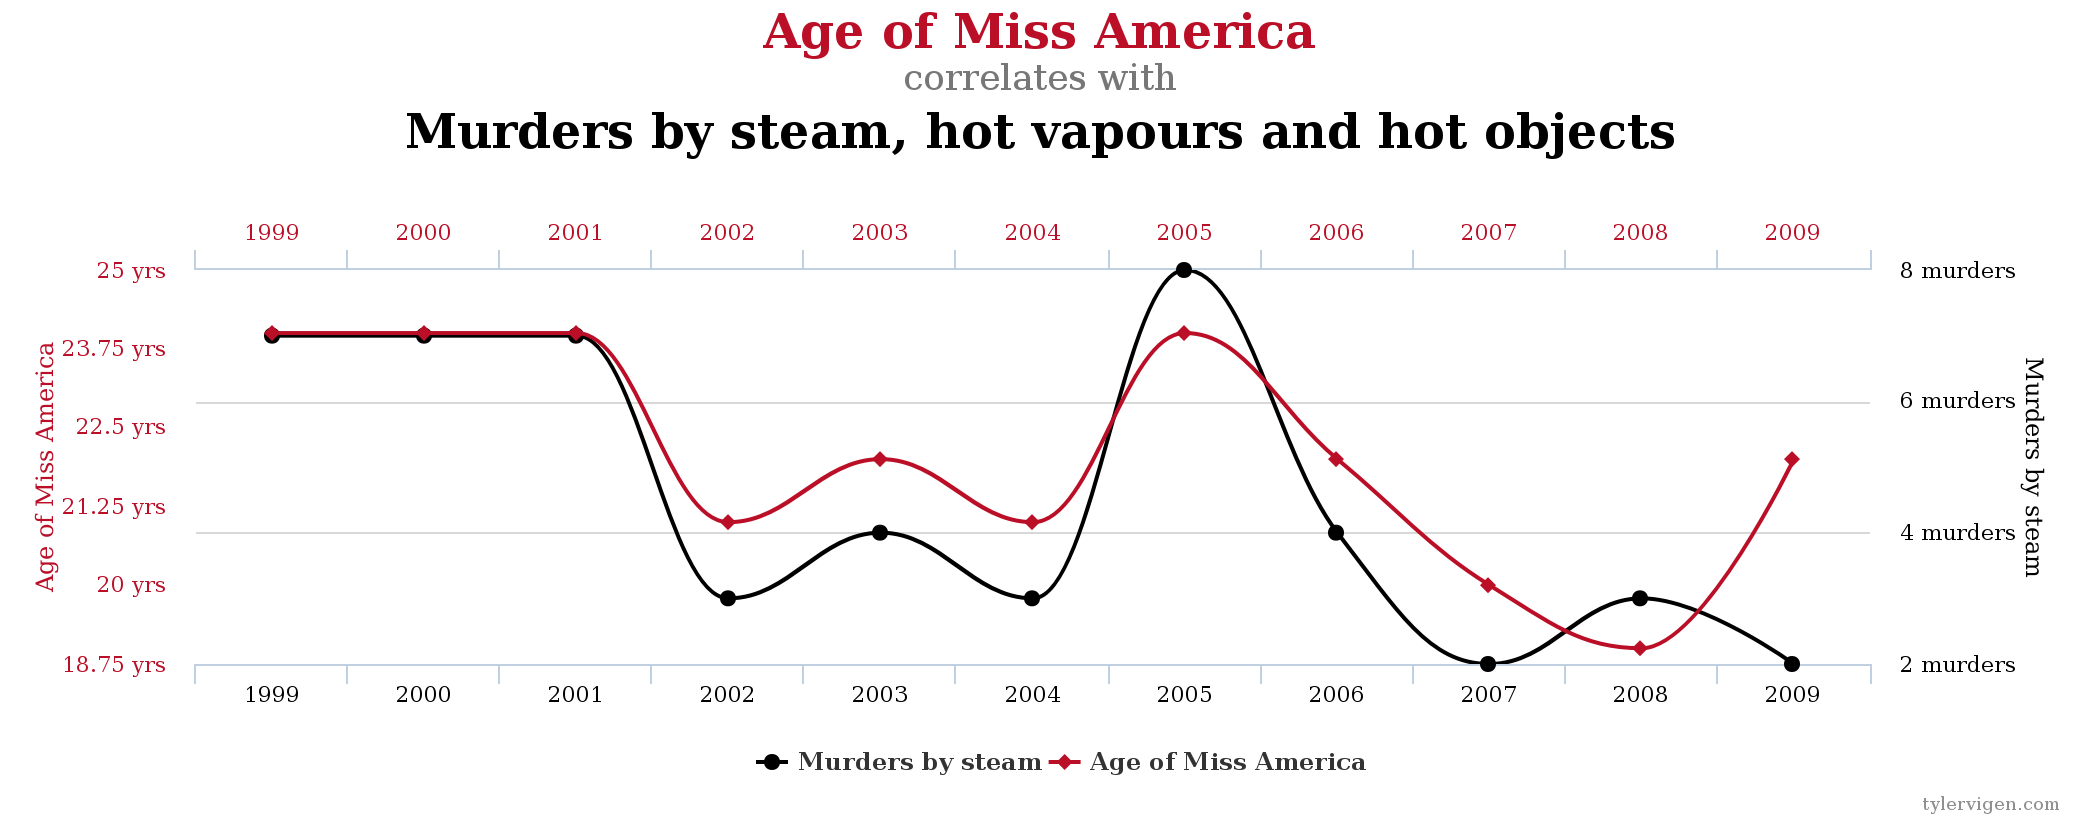 Age of Miss America
correlates with
Murders by steam, hot vapours and hot objects
1999 2000 2001 2002 2003 2004 2005 2006 2007 2008 2009
Age of Miss America
25 yrs
23.75 yrs
22.5 yrs
21.25 yrs
20 yrs
18.75 yrs
8 murders
6 murders
4 murders
2 murders
Murders by steam
1999 2000 2001 2002 2003 2004 2005 2006 2007 2008 2009
Murders by steam Age of Miss America
tylervigen.com